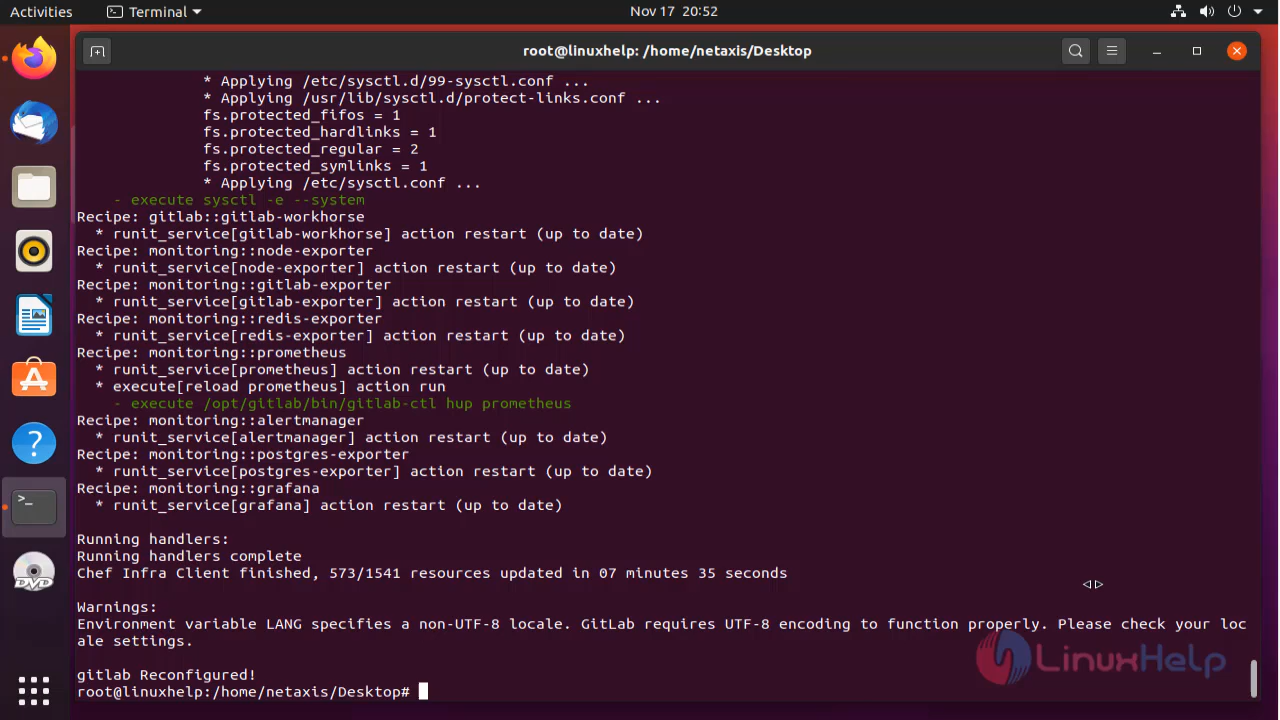 Activities Terminal Nov 17 20:52
root@linuxhelp: /home/netaxis/Desktop
* Applying /etc/sysctl.d/99-sysctl.conf ...
* Applying /usr/lib/sysctl.d/protect-links.conf ...
fs.protected_fifos = 1
fs.protected_hardlinks = 1
fs.protected_regular = 2
fs.protected_symlinks = 1
* Applying /etc/sysctl.conf ...
- execute sysctl -e --system
Recipe: gitlab::gitlab-workhorse
* runit_service[gitlab-workhorse] action restart (up to date)
Recipe: monitoring::node-exporter
* runit_service[node-exporter] action restart (up to date)
Recipe: monitoring::gitlab-exporter
* runit_service[gitlab-exporter] action restart (up to date)
Recipe: monitoring::redis-exporter
* runit_service[redis-exporter] action restart (up to date)
Recipe: monitoring::prometheus
* runit_service[prometheus] action restart (up to date)
* execute[reload prometheus] action run
- execute /opt/gitlab/bin/gitlab-ctl hup prometheus
Recipe: monitoring::alertmanager
* runit_service[alertmanager] action restart (up to date)
Recipe: monitoring::postgres-exporter
* runit_service[postgres-exporter] action restart (up to date)
Recipe: monitoring::grafana
* runit_service[grafana] action restart (up to date)
Running handlers:
Running handlers complete
Chef Infra Client finished, 573/1541 resources updated in 07 minutes 35 seconds
Warnings:
Environment variable LANG specifies a non-UTF-8 locale. GitLab requires UTF-8 encoding to function properly. Please check your loc
ale settings.
LinuxHelp
gitlab Reconfigured!
root@linuxhelp:/home/netaxis/Desktop#
DVD